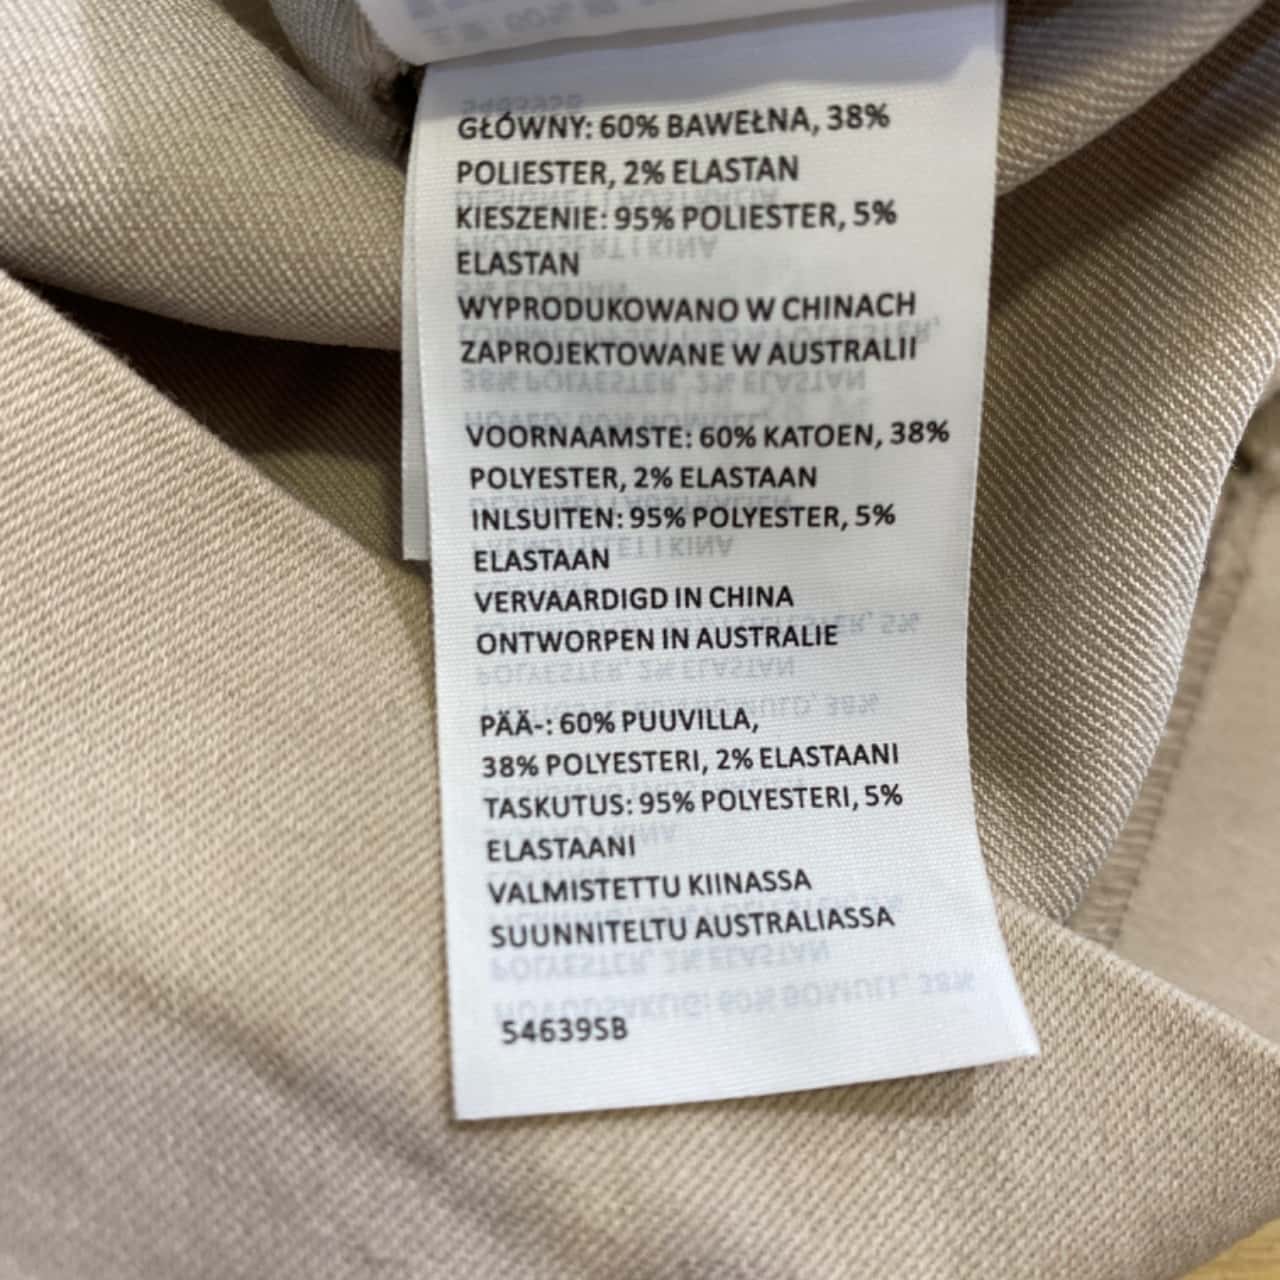 GŁÓWNY: 60% BAWEŁNA, 38%
POLIESTER, 2% ELASTAN
KIESZENIE: 95% POLIESTER, 5%
ELASTAN
WYPRODUKOWANO W CHINACH
ZAPROJEKTOWANE W AUSTRALII
VOORNAAMSTE: 60% KATOEN, 38%
POLYESTER, 2% ELASTAAN
INLSUITEN: 95% POLYESTER, 5%
ELASTAAN
VERVAARDIGD IN CHINA
ONTWORPEN IN AUSTRALIE
PÄÄ-: 60% PUUVILLA,
38% POLYESTERI, 2% ELASTAANI
TASKUTUS: 95% POLYESTERI, 5%
ELASTAANI
VALMISTETTU KIINASSA
SUUNNITELTU AUSTRALIASSA
546395B